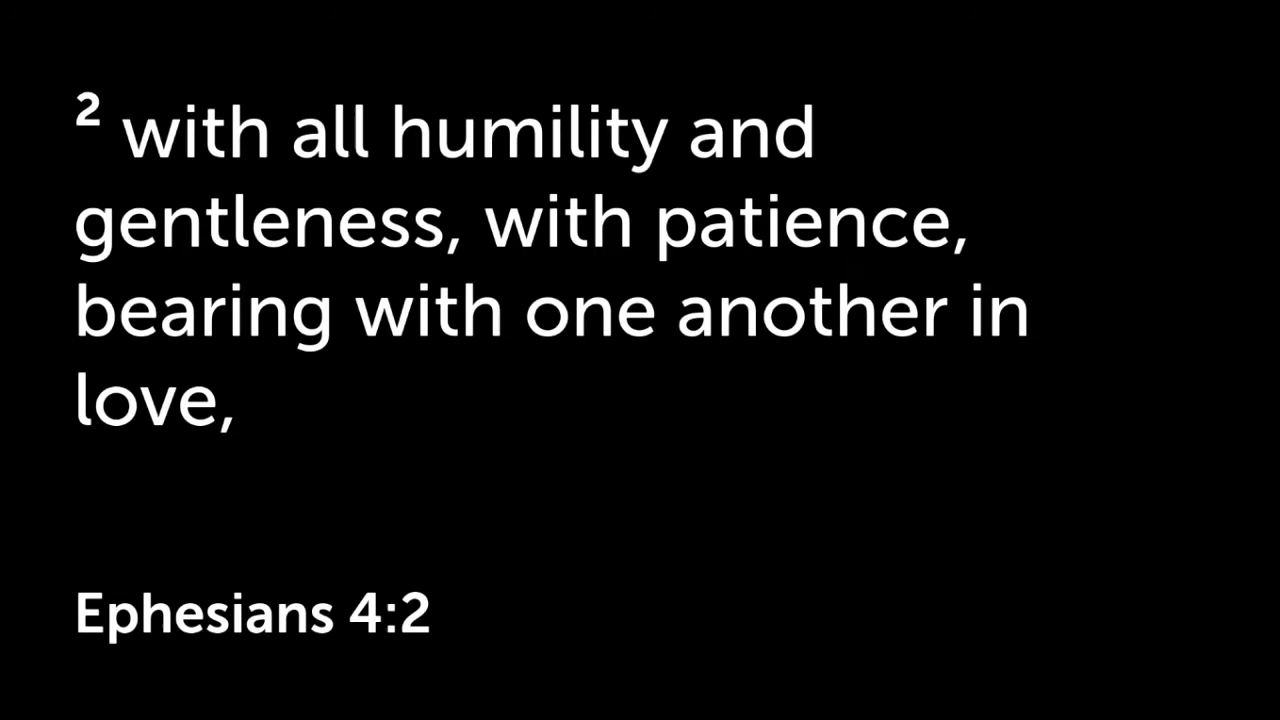 ² with all humility and
gentleness, with patience,
bearing with one another in
love,
Ephesians 4:2